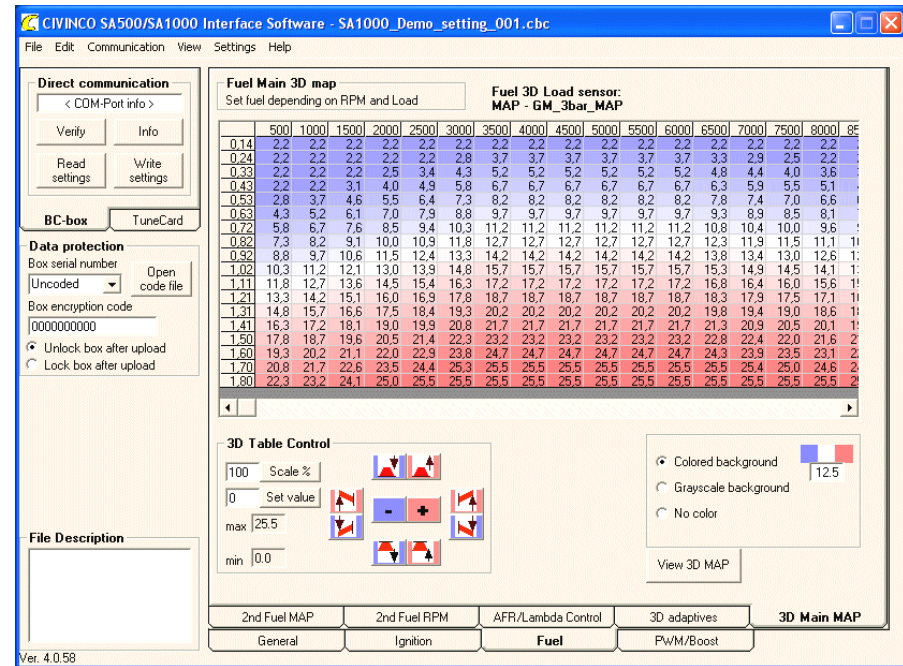 CIVINCO SA500/SA1000 Interface Software - SA1000_Demo_setting_001.cbc
File Edit Communication View Settings Help
Direct communication
< COM-Port info >
Verify Info
Read settings Write settings
BC-box TuneCard
Data protection
Box serial number
Uncoded Open code file
Box encryption code
0000000000
Unlock box after upload
Lock box after upload
File Description
Ver. 4.0.58
Fuel Main 3D map
Set fuel depending on RPM and Load
Fuel 3D Load sensor:
MAP - GM_3bar_MAP
500 1000 1500 2000 2500 3000 3500 4000 4500 5000 5500 6000 6500 7000 7500 8000
0,14 2,2 2,2 2,2 2,2 2,2 2,2 2,2 2,2 2,2 2,2 2,2 2,2 2,2 2,2 2,2 2,2
0,24 2,2 2,2 2,2 2,2 2,2 2,8 3,7 3,7 3,7 3,7 3,7 3,7 3,3 2,9 2,5 2,2
0,33 2,2 2,2 2,2 2,5 3,4 4,3 5,2 5,2 5,2 5,2 5,2 5,2 4,8 4,4 4,0 3,6
0,43 2,2 2,2 3,1 4,0 4,9 5,8 6,7 6,7 6,7 6,7 6,7 6,7 6,3 5,9 5,5 5,1
0,53 2,8 3,7 4,6 5,5 6,4 7,3 8,2 8,2 8,2 8,2 8,2 8,2 7,8 7,4 7,0 6,6
0,63 4,3 5,2 6,1 7,0 7,9 8,8 9,7 9,7 9,7 9,7 9,7 9,7 9,3 8,9 8,5 8,1
0,72 5,8 6,7 7,6 8,5 9,4 10,3 11,2 11,2 11,2 11,2 11,2 11,2 10,8 10,4 10,0 9,6
0,82 7,3 8,2 9,1 10,0 10,9 11,8 12,7 12,7 12,7 12,7 12,7 12,7 12,3 11,9 11,5 11,1
0,92 8,8 9,7 10,6 11,5 12,4 13,3 14,2 14,2 14,2 14,2 14,2 14,2 13,8 13,4 13,0 12,6
1,02 10,3 11,2 12,1 13,0 13,9 14,8 15,7 15,7 15,7 15,7 15,7 15,7 15,3 14,9 14,5 14,1
1,11 11,8 12,7 13,6 14,5 15,4 16,3 17,2 17,2 17,2 17,2 17,2 17,2 16,8 16,4 16,0 15,6
1,21 13,3 14,2 15,1 16,0 16,9 17,8 18,7 18,7 18,7 18,7 18,7 18,7 18,3 17,9 17,5 17,1
1,31 14,8 15,7 16,6 17,5 18,4 19,3 20,2 20,2 20,2 20,2 20,2 20,2 19,8 19,4 19,0 18,6
1,41 16,3 17,2 18,1 19,0 19,9 20,8 21,7 21,7 21,7 21,7 21,7 21,7 21,3 20,9 20,5 20,1
1,50 17,8 18,7 19,6 20,5 21,4 22,3 23,2 23,2 23,2 23,2 23,2 23,2 22,8 22,4 22,0 21,6
1,60 19,3 20,2 21,1 22,0 22,9 23,8 24,7 24,7 24,7 24,7 24,7 24,7 24,3 23,9 23,5 23,1
1,70 20,8 21,7 22,6 23,5 24,4 25,3 25,5 25,5 25,5 25,5 25,5 25,5 25,5 25,4 25,0 24,6
1,80 22,3 23,2 24,1 25,0 25,5 25,5 25,5 25,5 25,5 25,5 25,5 25,5 25,5 25,5 25,5 25,5
3D Table Control
100 Scale %
0 Set value
max 25.5
min 0.0
- +
Colored background
12.5
Grayscale background
No color
View 3D MAP
2nd Fuel MAP 2nd Fuel RPM AFR/Lambda Control 3D adaptives 3D Main MAP
General Ignition Fuel PWM/Boost